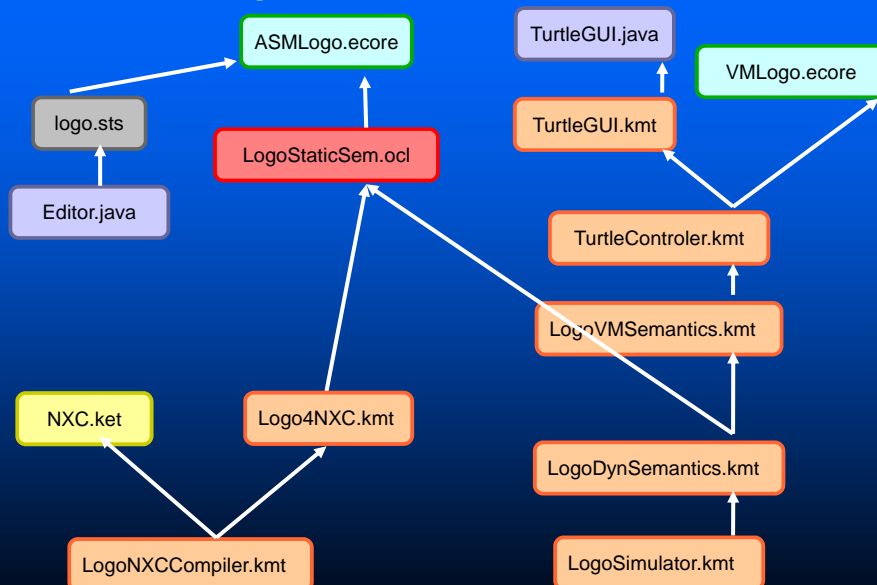 ASMLogo.ecore
TurtleGUI.java
VMLogo.ecore
logo.sts
TurtleGUI.kmt
LogoStaticSem.ocl
Editor.java
TurtleControler.kmt
LogoVMSemantics.kmt
NXC.ket
Logo4NXC.kmt
LogoDynSemantics.kmt
LogoNXCCompiler.kmt
LogoSimulator.kmt